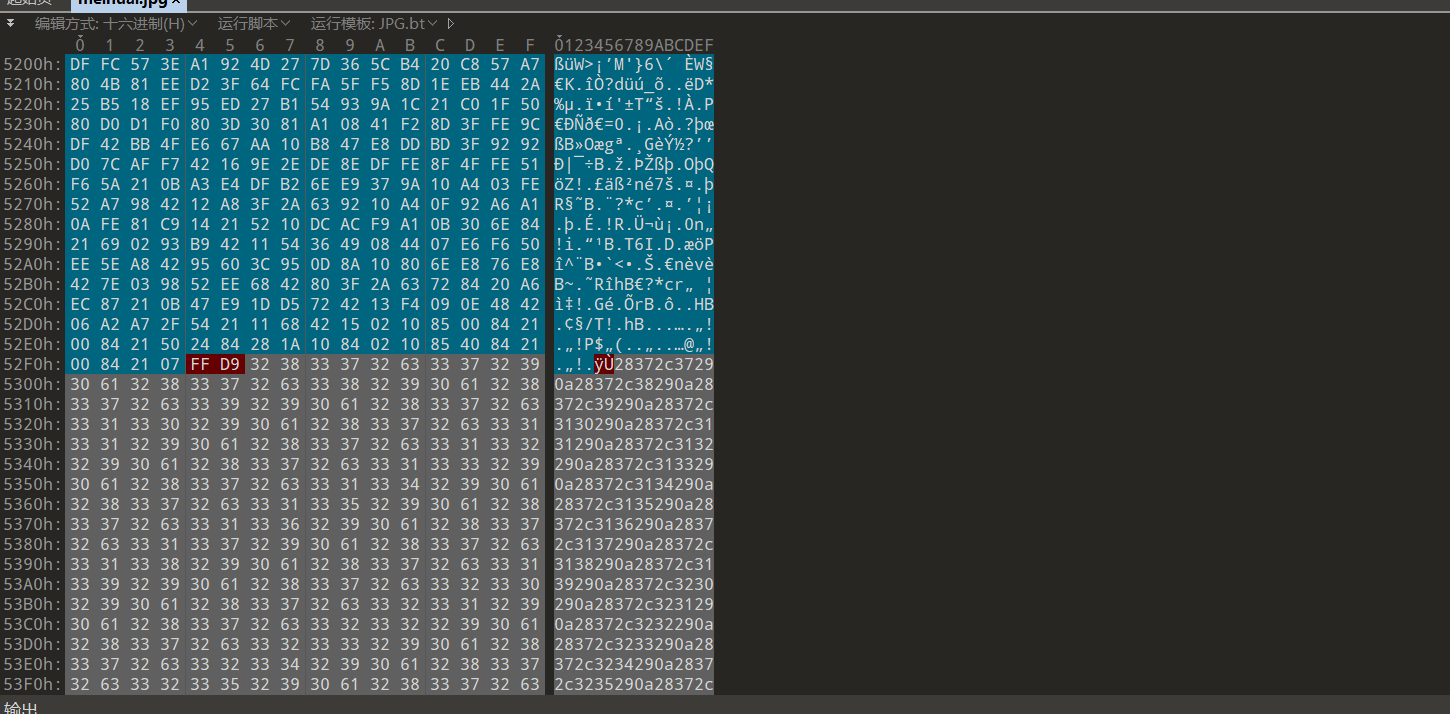 meihuai.jpg ×
编辑方式: 十六进制(H) 运行脚本 运行模板: JPG.bt
0 1 2 3 4 5 6 7 8 9 A B C D E F 0123456789ABCDEF
5200h: DF FC 57 3E A1 92 4D 27 7D 36 5C B4 20 C8 57 A7 ßüW>¡’M'}6\´ ÈW§
5210h: 80 4B 81 EE D2 3F 64 FC FA 5F F5 8D 1E EB 44 2A €K.îÒ?düú_õ..ëD*
5220h: 25 B5 18 EF 95 ED 27 B1 54 93 9A 1C 21 C0 1F 50 %µ.ï•í'±T“š.!À.P
5230h: 80 D0 D1 F0 80 3D 30 81 A1 08 41 F2 8D 3F FE 9C €ÐÑð€=0.¡.Aò.?þœ
5240h: DF 42 BB 4F E6 67 AA 10 B8 47 E8 DD BD 3F 92 92 ßB»Oægª.¸GèÝ½?’’
5250h: D0 7C AF F7 42 16 9E 2E DE 8E DF FE 8F 4F FE 51 Ð|¯÷B.ž.ÞŽßþ.OþQ
5260h: F6 5A 21 0B A3 E4 DF B2 6E E9 37 9A 10 A4 03 FE öZ!.£äß²né7š.¤.þ
5270h: 52 A7 98 42 12 A8 3F 2A 63 92 10 A4 0F 92 A6 A1 R§˜B.¨?*c’.¤.’¦¡
5280h: 0A FE 81 C9 14 21 52 10 DC AC F9 A1 0B 30 6E 84 .þ.É.!R.Ü¬ù¡.0n„
5290h: 21 69 02 93 B9 42 11 54 36 49 08 44 07 E6 F6 50 !i.“¹B.T6I.D.æöP
52A0h: EE 5E A8 42 95 60 3C 95 0D 8A 10 80 6E E8 76 E8 î^¨B•`<•.Š.€nèvè
52B0h: 42 7E 03 98 52 EE 68 42 80 3F 2A 63 72 84 20 A6 B~.˜RîhB€?*cr„ ¦
52C0h: EC 87 21 0B 47 E9 1D D5 72 42 13 F4 09 0E 48 42 ì‡!.Gé.ÕrB.ô..HB
52D0h: 06 A2 A7 2F 54 21 11 68 42 15 02 10 85 00 84 21 .¢§/T!.hB...….„!
52E0h: 00 84 21 50 24 84 28 1A 10 84 02 10 85 40 84 21 .„!P$„(..„..…@„!
52F0h: 00 84 21 07 FF D9 32 38 33 37 32 63 33 37 32 39 .„!.ÿÙ28372c3729
5300h: 30 61 32 38 33 37 32 63 33 38 32 39 30 61 32 38 0a28372c38290a28
5310h: 33 37 32 63 33 39 32 39 30 61 32 38 33 37 32 63 372c39290a28372c
5320h: 33 31 33 30 32 39 30 61 32 38 33 37 32 63 33 31 3130290a28372c31
5330h: 33 31 32 39 30 61 32 38 33 37 32 63 33 31 33 32 31290a28372c3132
5340h: 32 39 30 61 32 38 33 37 32 63 33 31 33 33 32 39 290a28372c313329
5350h: 30 61 32 38 33 37 32 63 33 31 33 34 32 39 30 61 0a28372c3134290a
5360h: 32 38 33 37 32 63 33 31 33 35 32 39 30 61 32 38 28372c3135290a28
5370h: 33 37 32 63 33 31 33 36 32 39 30 61 32 38 33 37 372c3136290a2837
5380h: 32 63 33 31 33 37 32 39 30 61 32 38 33 37 32 63 2c3137290a28372c
5390h: 33 31 33 38 32 39 30 61 32 38 33 37 32 63 33 31 3138290a28372c31
53A0h: 33 39 32 39 30 61 32 38 33 37 32 63 33 32 33 30 39290a28372c3230
53B0h: 32 39 30 61 32 38 33 37 32 63 33 32 33 31 32 39 290a28372c323129
53C0h: 30 61 32 38 33 37 32 63 33 32 33 32 32 39 30 61 0a28372c3232290a
53D0h: 32 38 33 37 32 63 33 32 33 33 32 39 30 61 32 38 28372c3233290a28
53E0h: 33 37 32 63 33 32 33 34 32 39 30 61 32 38 33 37 372c3234290a2837
53F0h: 32 63 33 32 33 35 32 39 30 61 32 38 33 37 32 63 2c3235290a28372c
输出